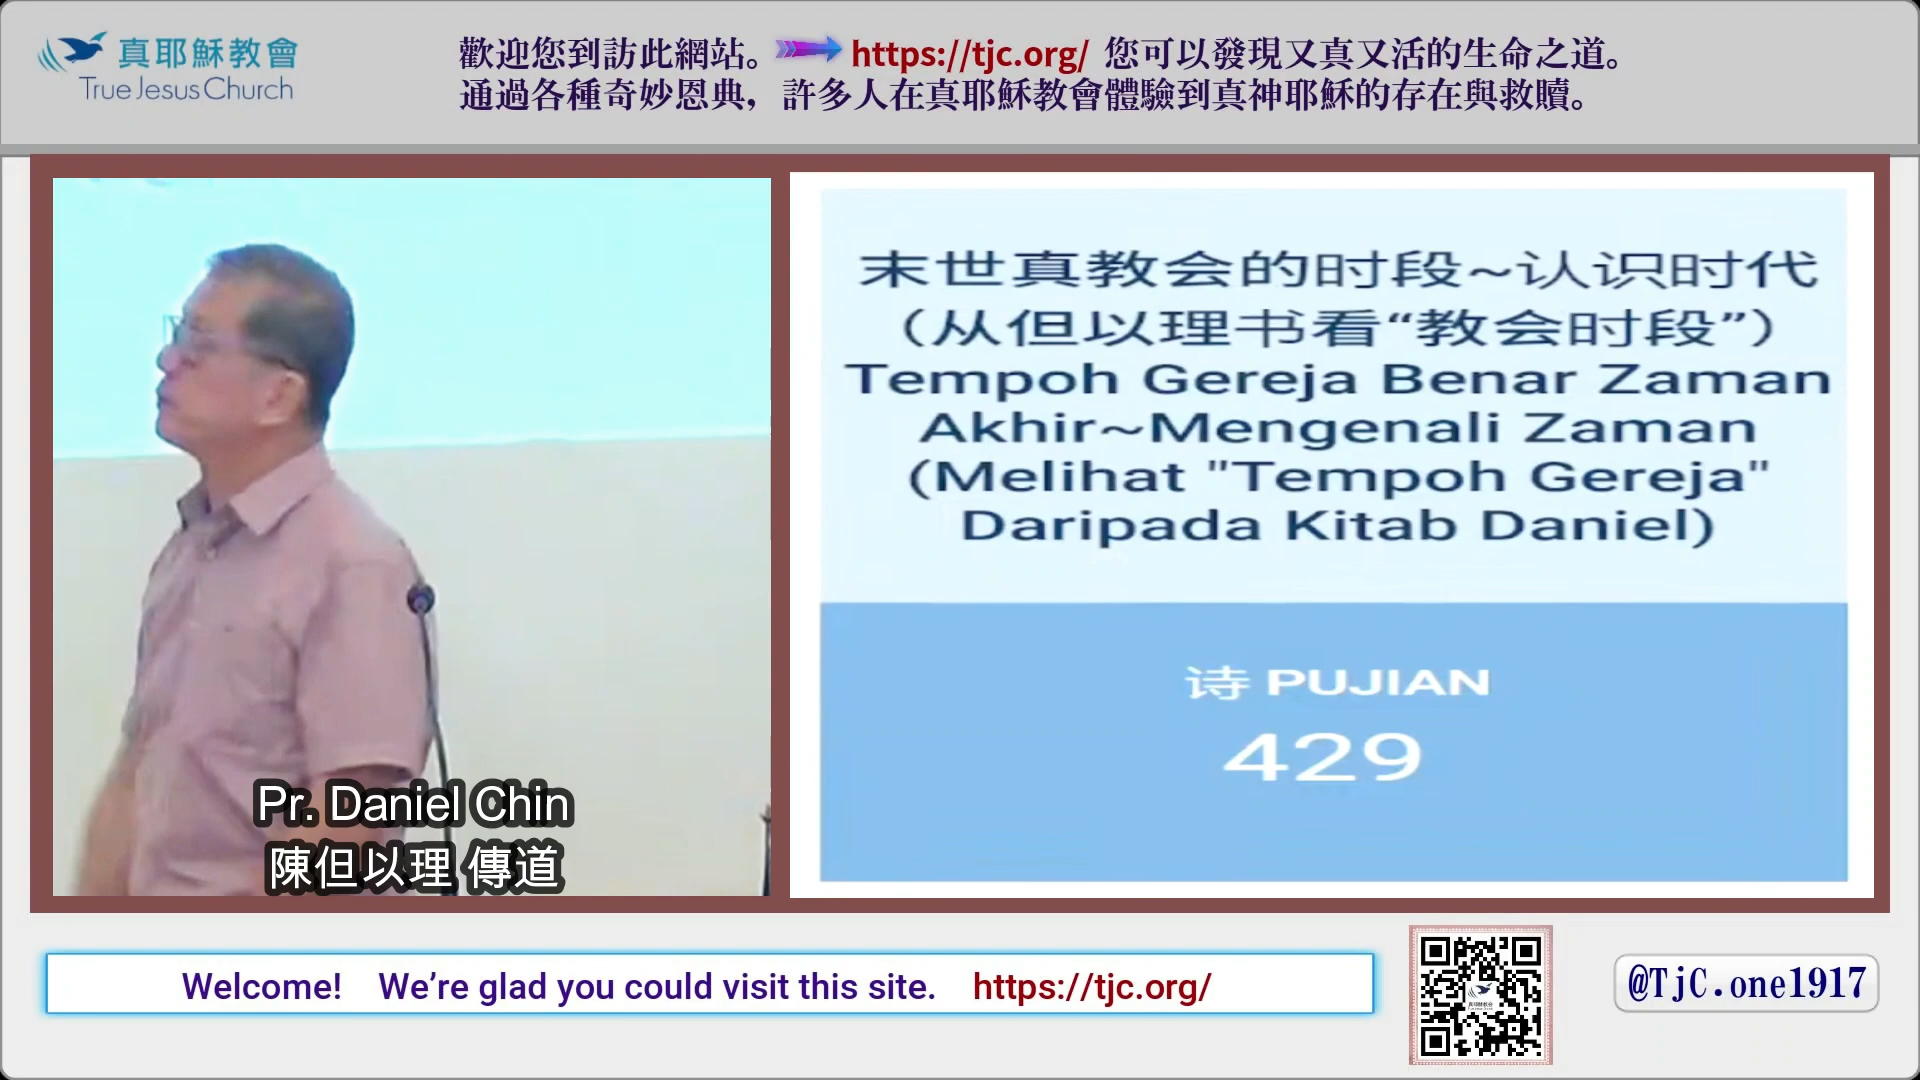 真耶穌教會
True Jesus Church
歡迎您到訪此網站。 https://tjc.org/ 您可以發現又真又活的生命之道。
通過各種奇妙恩典，許多人在真耶穌教會體驗到真神耶穌的存在與救贖。
末世真教会的时段~认识时代
（从但以理书看“教会时段”）
Tempoh Gereja Benar Zaman
Akhir~Mengenali Zaman
(Melihat "Tempoh Gereja"
Daripada Kitab Daniel)
诗 PUJIAN
429
Pr. Daniel Chin
陳但以理 傳道
Welcome! We’re glad you could visit this site. https://tjc.org/
@TjC.one1917